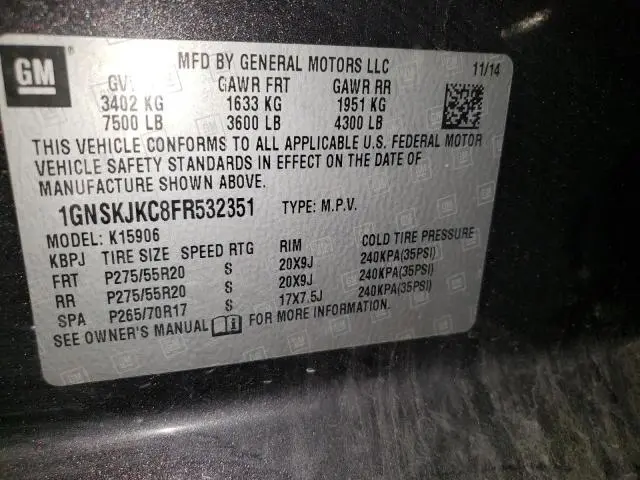 GM
MFD BY GENERAL MOTORS LLC
11/14
GV GAWR FRT GAWR RR
3402 KG 1633 KG 1951 KG
7500 LB 3600 LB 4300 LB
THIS VEHICLE CONFORMS TO ALL APPLICABLE U.S. FEDERAL MOTOR
VEHICLE SAFETY STANDARDS IN EFFECT ON THE DATE OF
MANUFACTURE SHOWN ABOVE.
1GNSKJKC8FR532351 TYPE: M.P.V.
MODEL: K15906
KBPJ TIRE SIZE SPEED RTG RIM COLD TIRE PRESSURE
FRT P275/55R20 S 20X9J 240KPA(35PSI)
RR P275/55R20 S 20X9J 240KPA(35PSI)
SPA P265/70R17 S 17X7.5J 240KPA(35PSI)
SEE OWNER'S MANUAL FOR MORE INFORMATION.